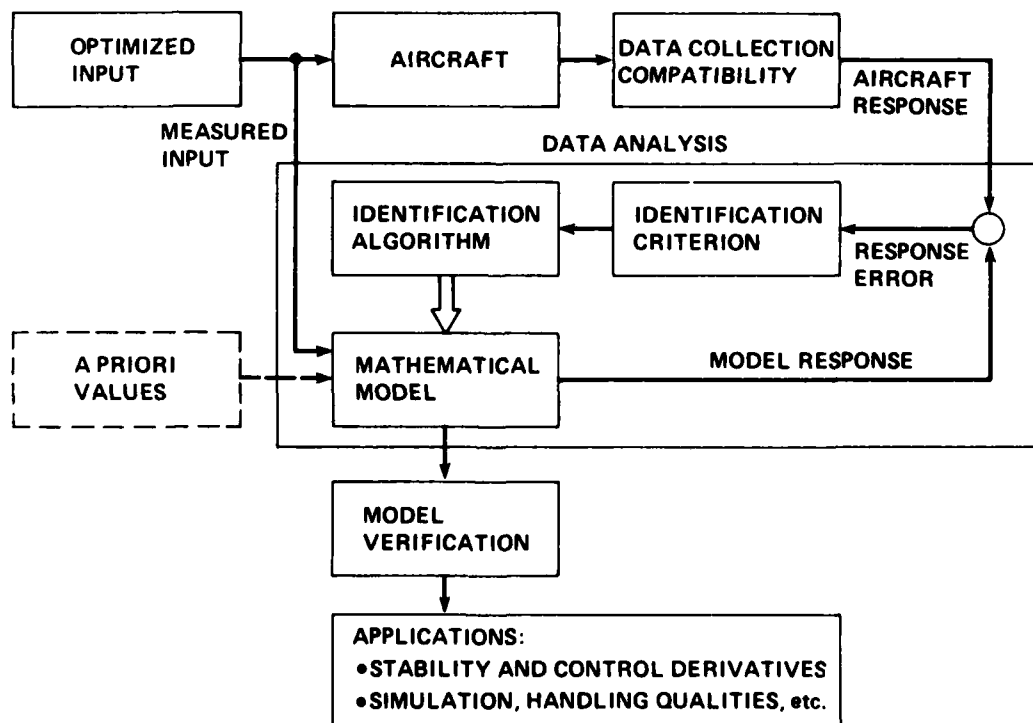 OPTIMIZED
INPUT
AIRCRAFT
DATA COLLECTION
COMPATIBILITY
AIRCRAFT
RESPONSE
MEASURED
INPUT
DATA ANALYSIS
IDENTIFICATION
ALGORITHM
IDENTIFICATION
CRITERION
RESPONSE
ERROR
A PRIORI
VALUES
MATHEMATICAL
MODEL
MODEL RESPONSE
MODEL
VERIFICATION
APPLICATIONS:
•STABILITY AND CONTROL DERIVATIVES
•SIMULATION, HANDLING QUALITIES, etc.